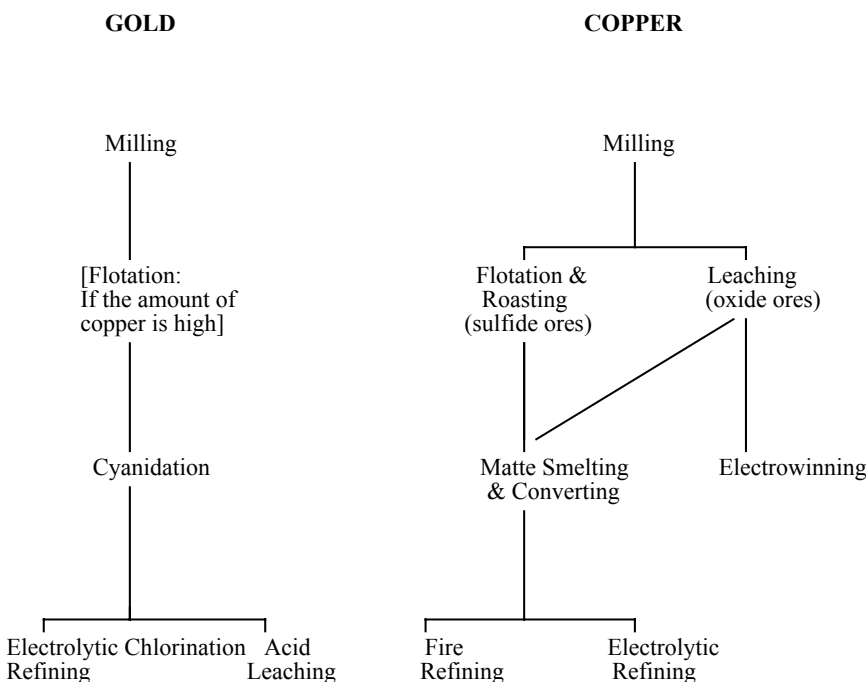 GOLD
COPPER
Milling
Milling
[Flotation:
If the amount of
copper is high]
Flotation &
Roasting
(sulfide ores)
Leaching
(oxide ores)
Cyanidation
Matte Smelting
& Converting
Electrowinning
Electrolytic Chlorination
Refining
Acid
Leaching
Fire
Refining
Electrolytic
Refining